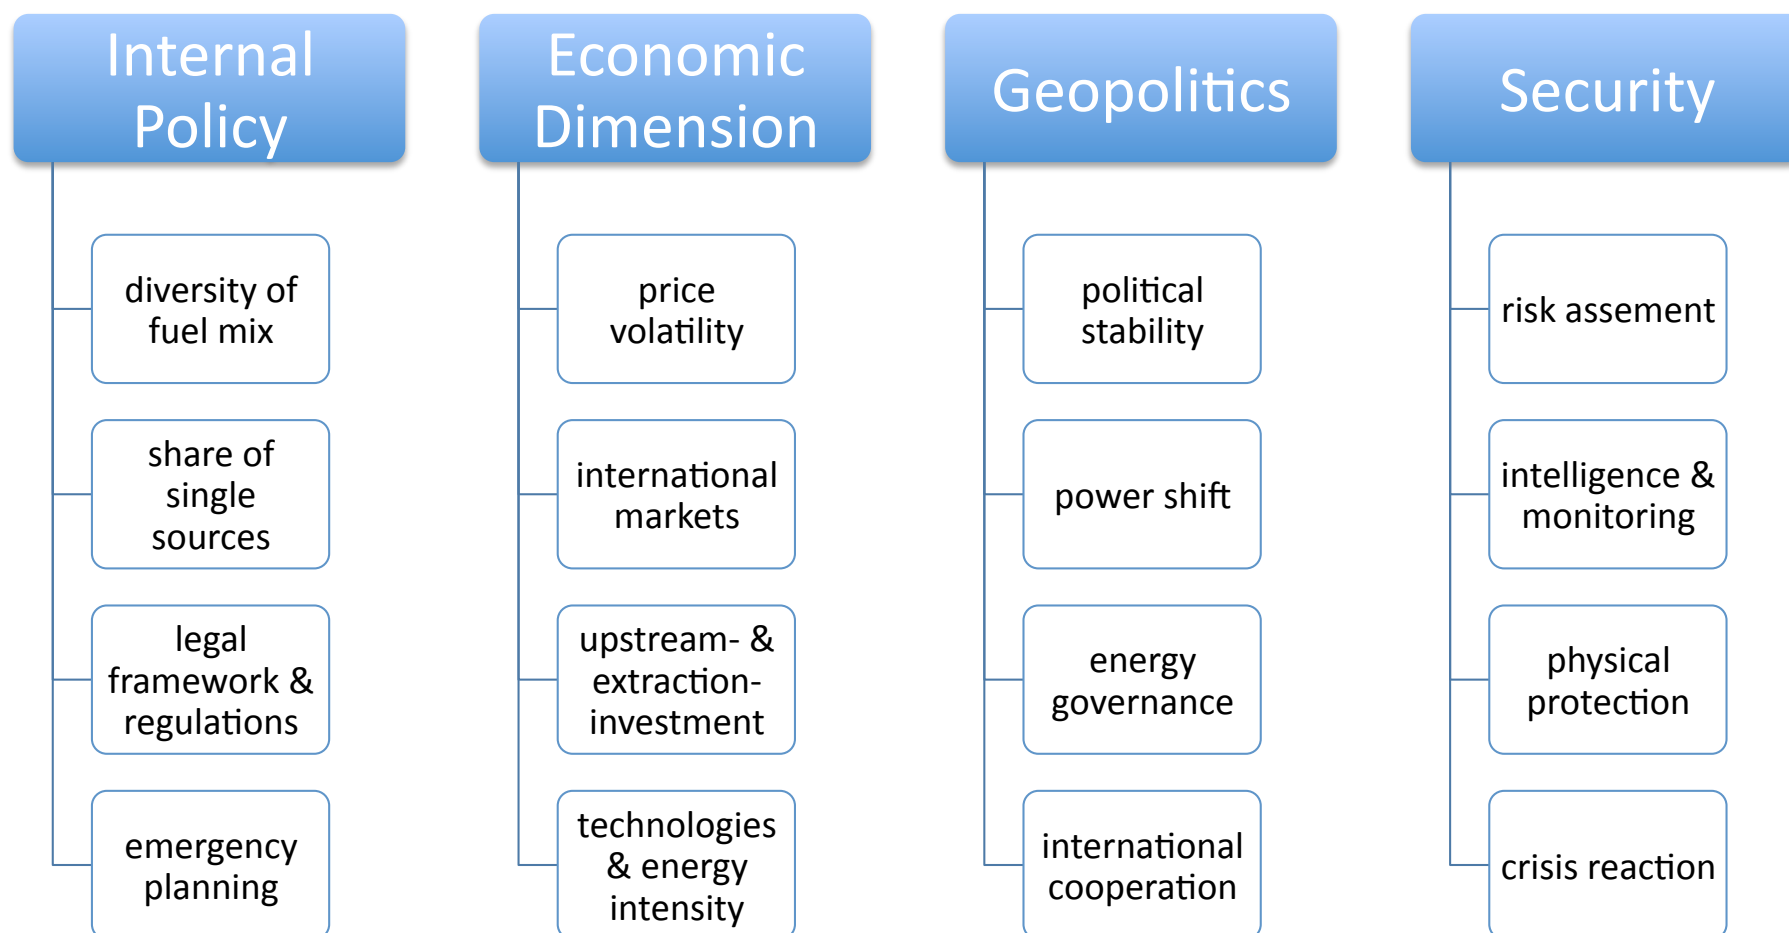 Internal
Policy
diversity of
fuel mix
share of
single
sources
legal
framework &
regulations
emergency
planning
Economic
Dimension
price
volatility
international
markets
upstream- &
extraction-
investment
technologies
& energy
intensity
Geopolitics
political
stability
power shift
energy
governance
international
cooperation
Security
risk assement
intelligence &
monitoring
physical
protection
crisis reaction